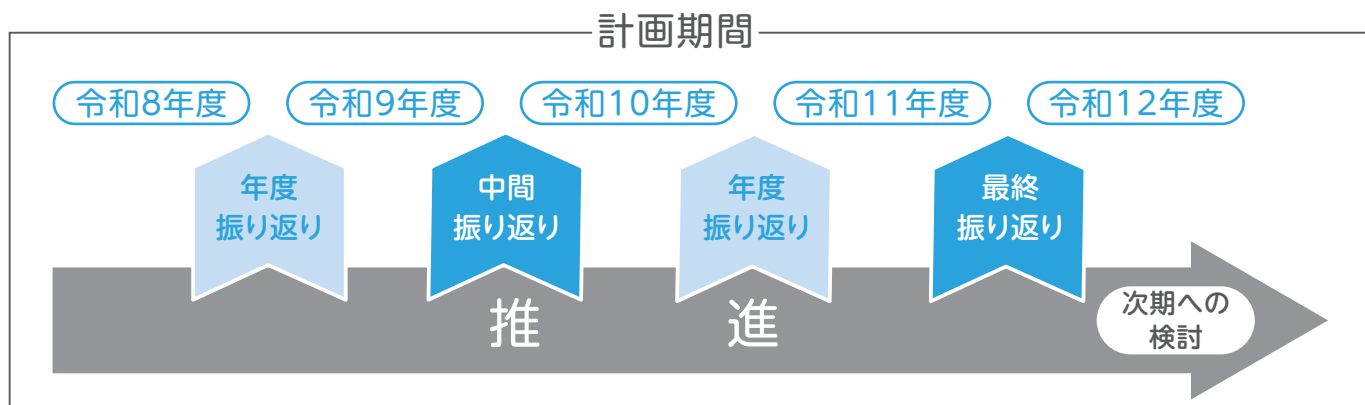 計画期間
令和8年度
令和9年度
令和10年度
令和11年度
令和12年度
年度
振り返り
中間
振り返り
年度
振り返り
最終
振り返り
推進
次期への
検討